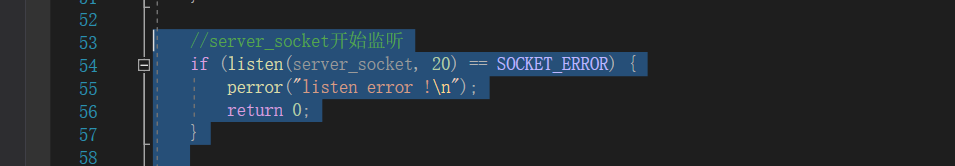 52
53 //server_socket开始监听
54 if (listen(server_socket, 20) == SOCKET_ERROR) {
55 perror("listen error !\n");
56 return 0;
57 }
58